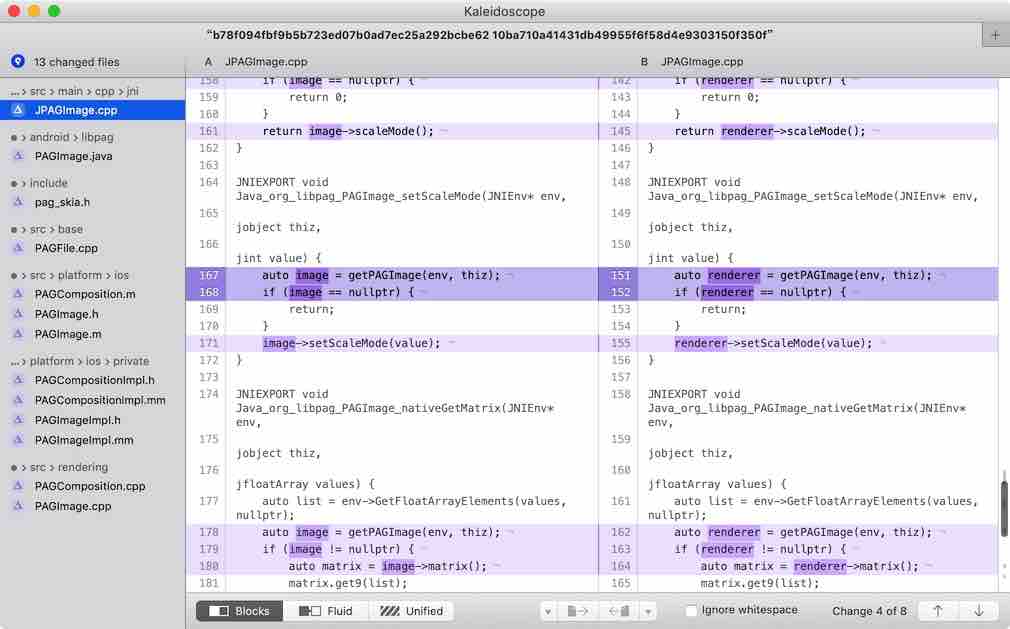 Kaleidoscope
“b78f094fbf9b5b723ed07b0ad7ec25a292bcbe62 10ba710a41431db49955f6f58d4e9303150f350f”
13 changed files
... › src › main › cpp › jni
JPAGImage.cpp
android › libpag
PAGImage.java
include
pag_skia.h
src › base
PAGFile.cpp
src › platform › ios
PAGComposition.m
PAGImage.h
PAGImage.m
... › platform › ios › private
PAGCompositionImpl.h
PAGCompositionImpl.mm
PAGImageImpl.h
PAGImageImpl.mm
src › rendering
PAGComposition.cpp
PAGImage.cpp
A JPAGImage.cpp
158 if (image == nullptr) {
159 return 0;
160 }
161 return image->scaleMode();
162 }
163
164 JNIEXPORT void
Java_org_libpag_PAGImage_setScaleMode(JNIEnv* env,
165
jobject thiz,
166
jint value) {
167 auto image = getPAGImage(env, thiz);
168 if (image == nullptr) {
169 return;
170 }
171 image->setScaleMode(value);
172 }
173
174 JNIEXPORT void
Java_org_libpag_PAGImage_nativeGetMatrix(JNIEnv*
env,
175
jobject thiz,
176
jfloatArray values) {
177 auto list = env->GetFloatArrayElements(values,
nullptr);
178 auto image = getPAGImage(env, thiz);
179 if (image != nullptr) {
180 auto matrix = image->matrix();
181 matrix.get9(list);
B JPAGImage.cpp
142 if (renderer == nullptr) {
143 return 0;
144 }
145 return renderer->scaleMode();
146 }
147
148 JNIEXPORT void
Java_org_libpag_PAGImage_setScaleMode(JNIEnv* env,
149
jobject thiz,
150
jint value) {
151 auto renderer = getPAGImage(env, thiz);
152 if (renderer == nullptr) {
153 return;
154 }
155 renderer->setScaleMode(value);
156 }
157
158 JNIEXPORT void
Java_org_libpag_PAGImage_nativeGetMatrix(JNIEnv*
env,
159
jobject thiz,
160
jfloatArray values) {
161 auto list = env->GetFloatArrayElements(values,
nullptr);
162 auto renderer = getPAGImage(env, thiz);
163 if (renderer != nullptr) {
164 auto matrix = renderer->matrix();
165 matrix.get9(list);
Blocks Fluid Unified Ignore whitespace Change 4 of 8